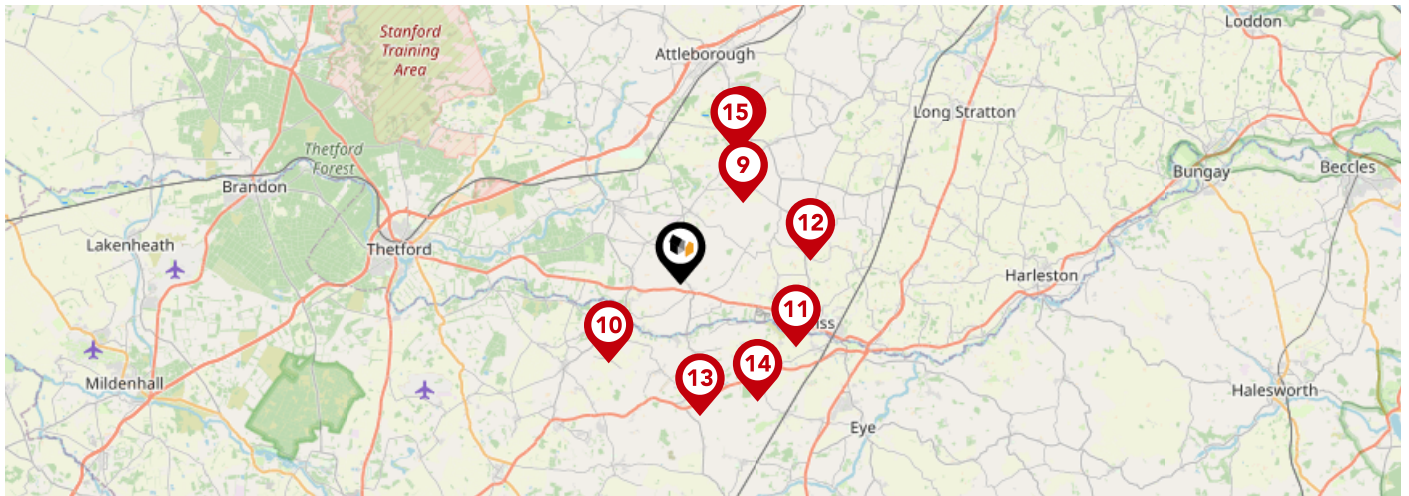 Loddon
Stanford
Training
Area
Attleborough
15
Long Stratton
Thetford
Forest
9
Bungay
Beccles
Brandon
12
Lakenheath
Thetford
Harleston
11
iss
10
14
13
Mildenhall
Halesworth
Eye